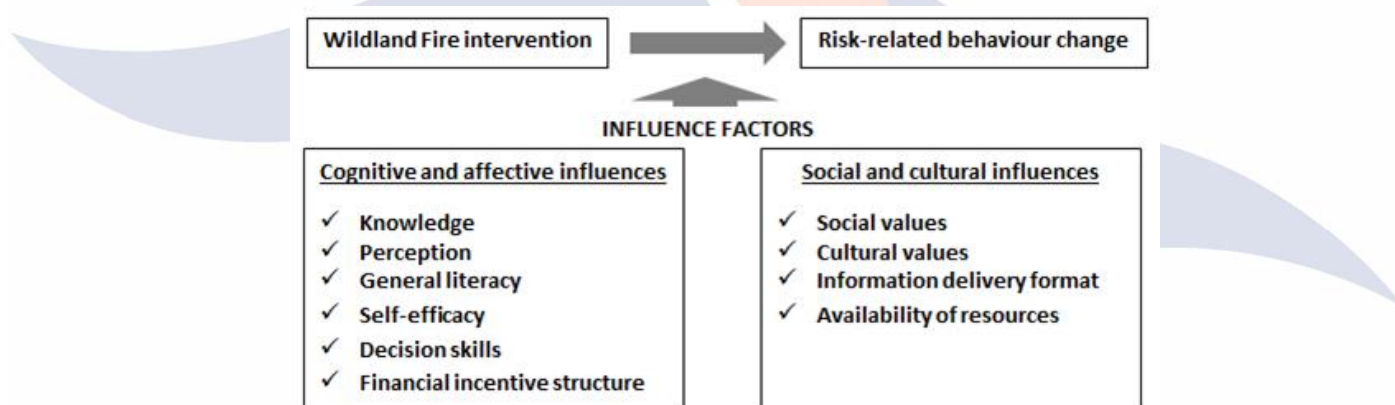 Wildland Fire intervention
Risk-related behaviour change
INFLUENCE FACTORS
Cognitive and affective influences
✓ Knowledge
✓ Perception
✓ General literacy
✓ Self-efficacy
✓ Decision skills
✓ Financial incentive structure
Social and cultural influences
✓ Social values
✓ Cultural values
✓ Information delivery format
✓ Availability of resources